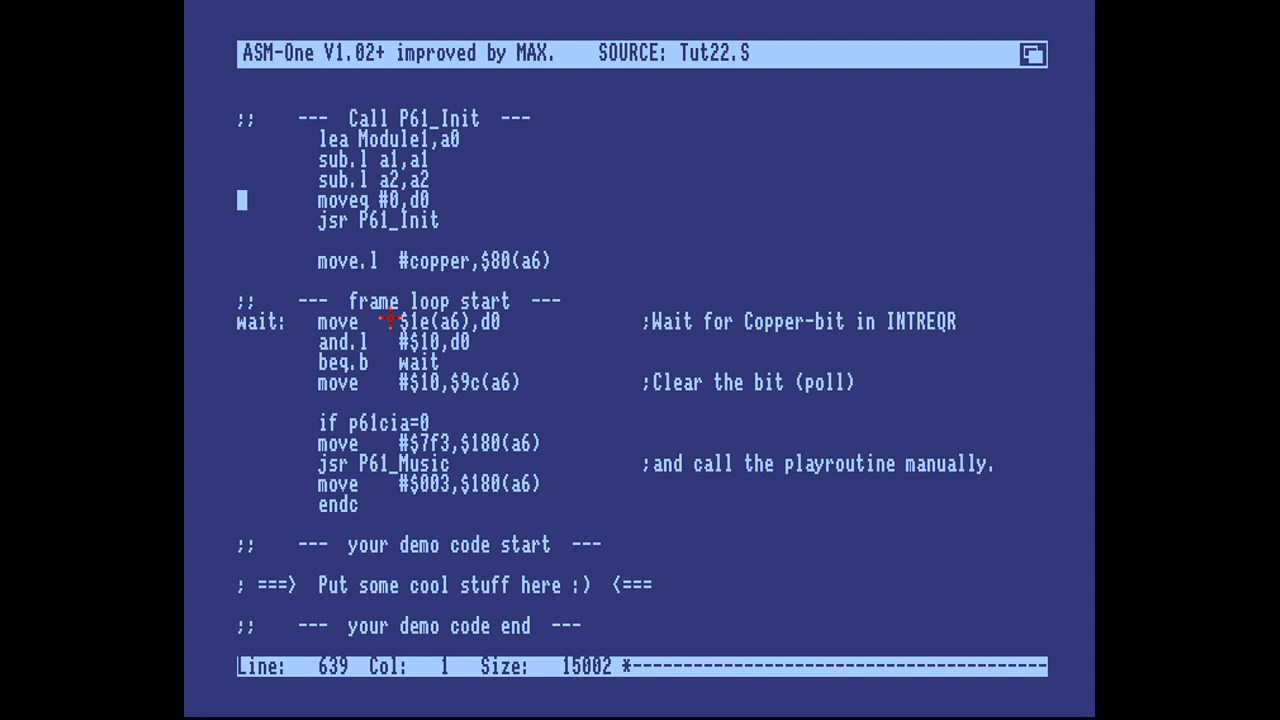 ASM-One V1.02+ improved by MAX.    SOURCE: Tut22.S
;;    ---  Call P61_Init  ---
lea Module1,a0
sub.l a1,a1
sub.l a2,a2
moveq #0,d0
jsr P61_Init
move.l  #copper,$80(a6)
;;    ---  frame loop start  ---
wait:   move    $1e(a6),d0              ;Wait for Copper-bit in INTREQR
and.l   #$10,d0
beq.b   wait
move    #$10,$9c(a6)            ;Clear the bit (poll)
if p61cia=0
move    #$7f3,$180(a6)
jsr P61_Music                   ;and call the playroutine manually.
move    #$003,$180(a6)
endc
;;    ---  your demo code start  ---
; ===>  Put some cool stuff here :)  <===
;;    ---  your demo code end  ---
Line:   639  Col:   1   Size:   15002 *-----------------------------------------